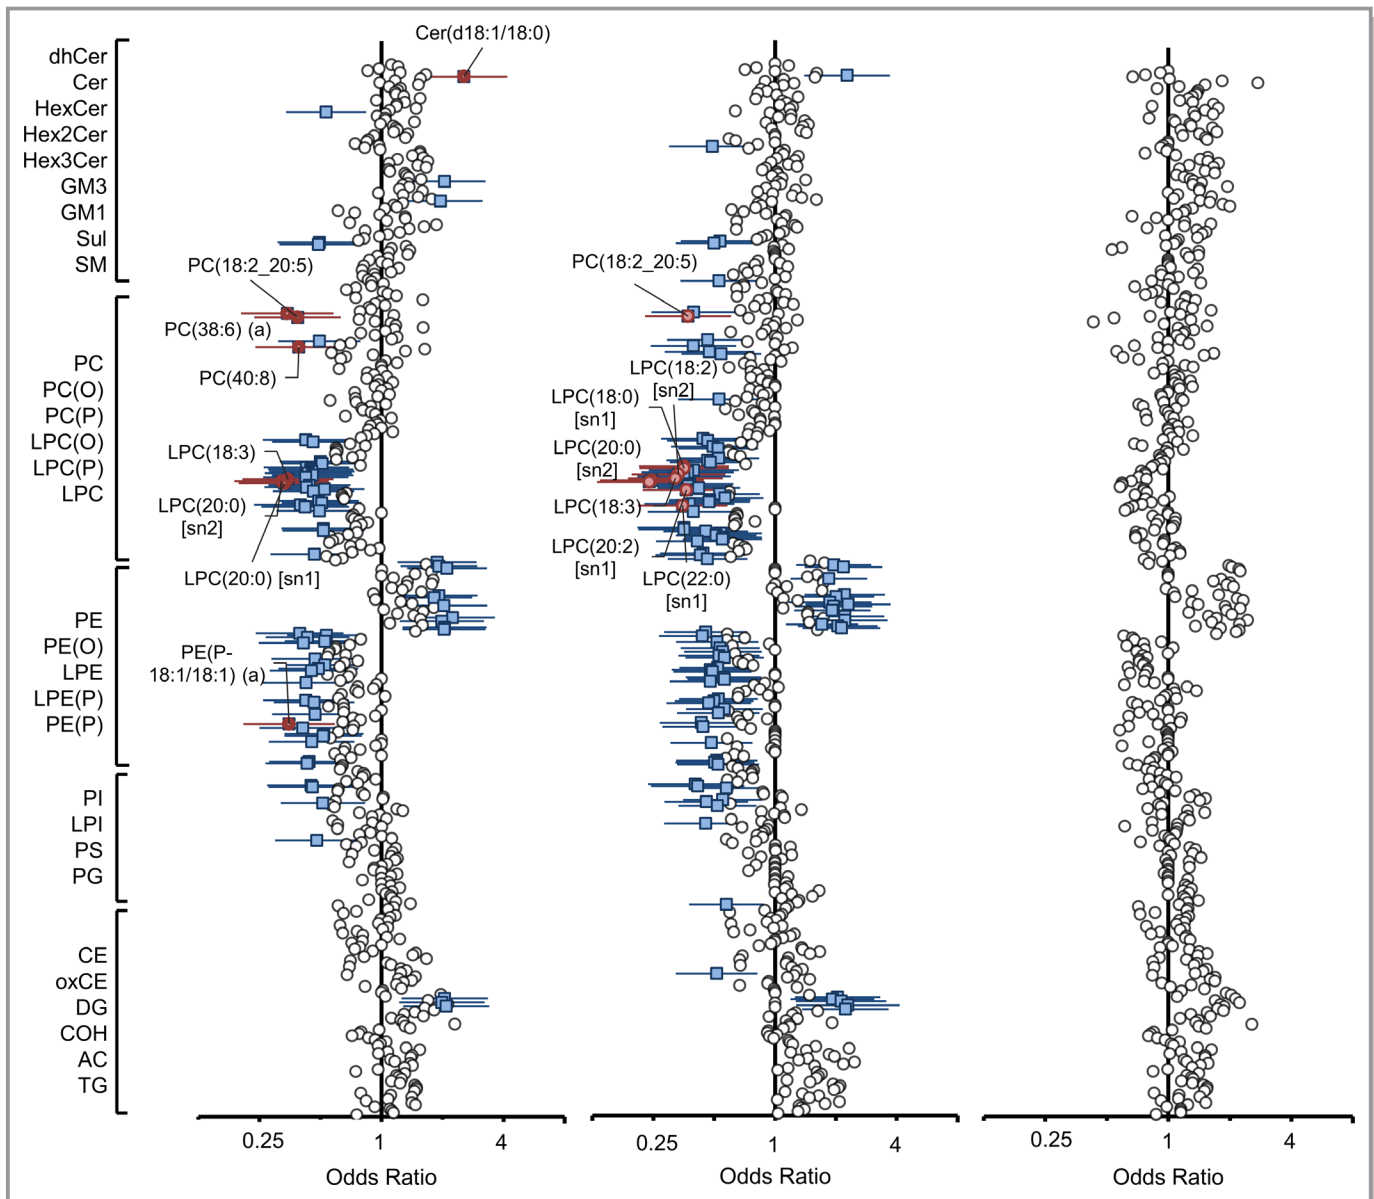 Cer(d18:1/18:0)
dhCer
Cer
HexCer
Hex2Cer
Hex3Cer
GM3
GM1
Sul
SM
PC(18:2_20:5)
PC(38:6) (a)
PC(40:8)
PC(18:2_20:5)
LPC(18:2)
[sn2]
LPC(18:0)
[sn1]
LPC(20:0)
[sn2]
LPC(18:3)
LPC(20:2)
[sn1]
LPC(22:0)
[sn1]
PC
PC(O)
PC(P)
LPC(O)
LPC(P)
LPC
LPC(18:3)
LPC(20:0)
[sn2]
LPC(20:0) [sn1]
PE
PE(O)
LPE
LPE(P)
PE(P)
PE(P-
18:1/18:1) (a)
PI
LPI
PS
PG
CE
oxCE
DG
COH
AC
TG
0.25 1 4
Odds Ratio
0.25 1 4
Odds Ratio
0.25 1 4
Odds Ratio